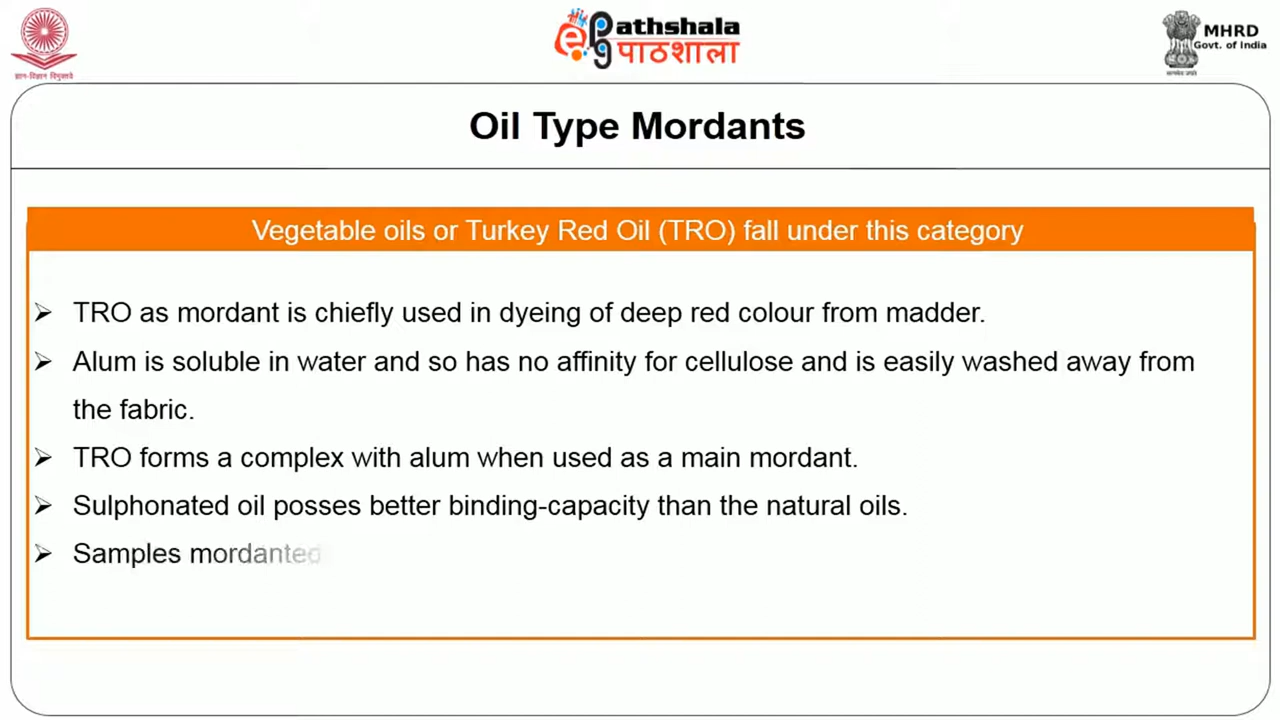 ePathshala
पाठशाला
MHRD
Govt. of India
Oil Type Mordants
Vegetable oils or Turkey Red Oil (TRO) fall under this category
➢ TRO as mordant is chiefly used in dyeing of deep red colour from madder.
➢ Alum is soluble in water and so has no affinity for cellulose and is easily washed away from
the fabric.
➢ TRO forms a complex with alum when used as a main mordant.
➢ Sulphonated oil posses better binding-capacity than the natural oils.
➢ Samples mordanted